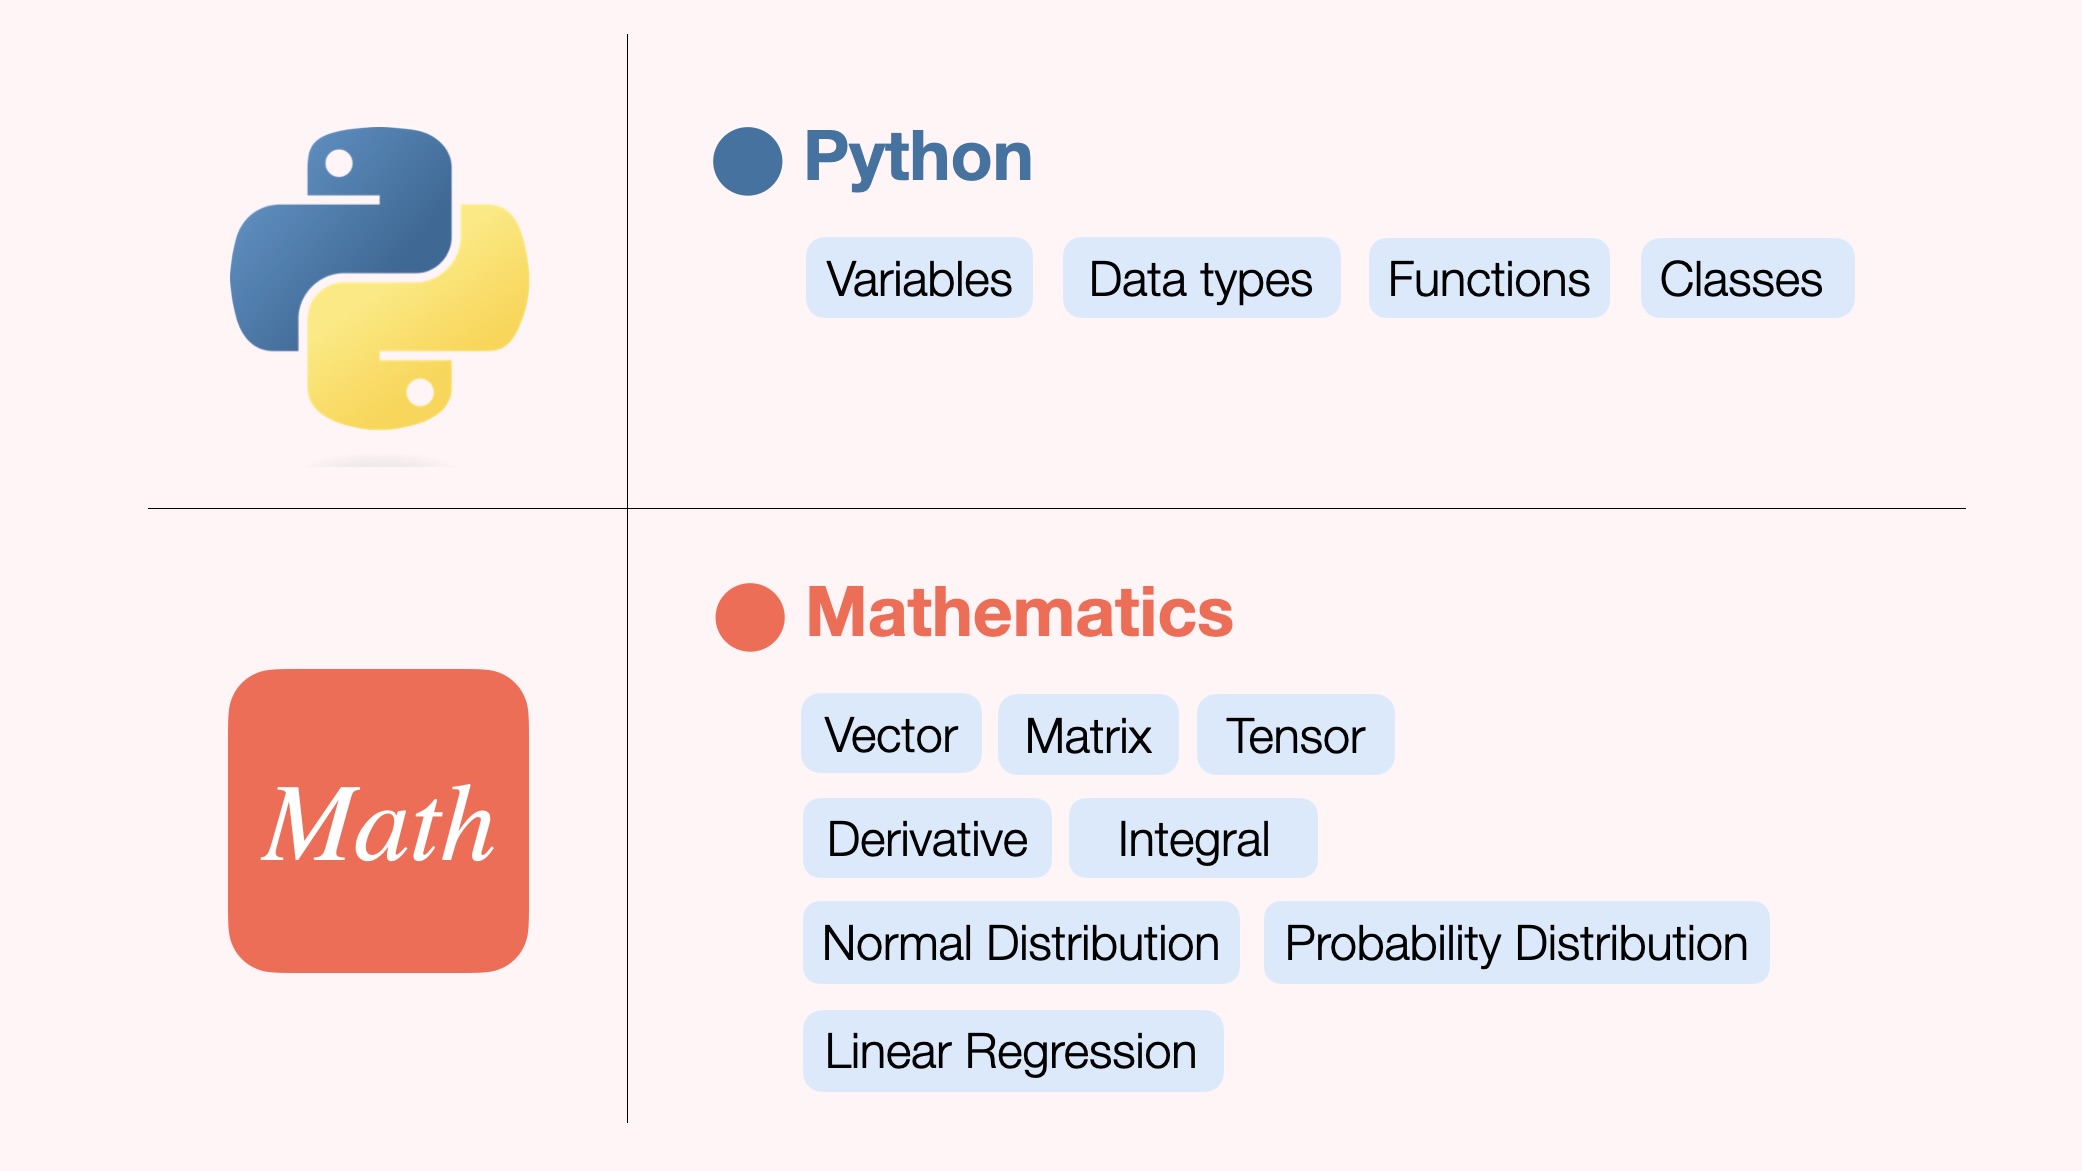 Python
Variables Data types Functions Classes
Math
Mathematics
Vector Matrix Tensor
Derivative Integral
Normal Distribution Probability Distribution
Linear Regression